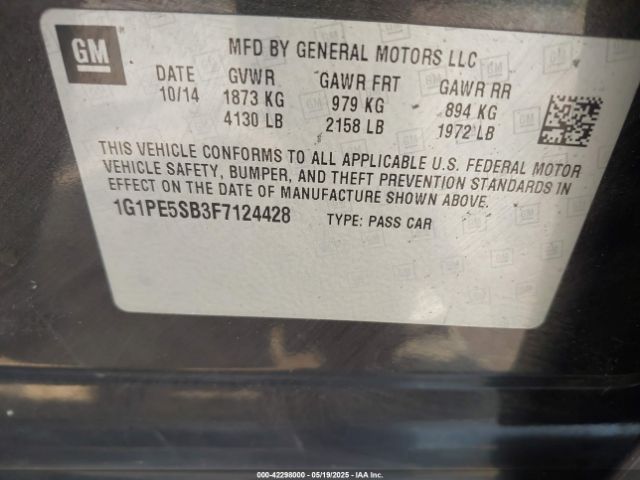 GM
MFD BY GENERAL MOTORS LLC
DATE GVWR GAWR FRT GAWR RR
10/14 1873 KG 979 KG 894 KG
4130 LB 2158 LB 1972 LB
THIS VEHICLE CONFORMS TO ALL APPLICABLE U.S. FEDERAL MOTOR
VEHICLE SAFETY, BUMPER, AND THEFT PREVENTION STANDARDS IN
EFFECT ON THE DATE OF MANUFACTURE SHOWN ABOVE.
1G1PE5SB3F7124428 TYPE: PASS CAR
000-42298000 - 05/19/2025 - IAA Inc.